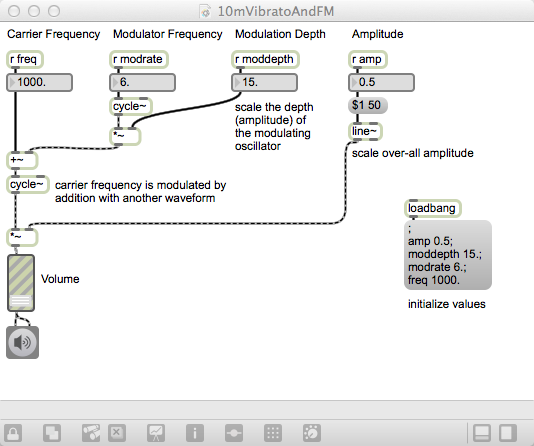 10mVibratoAndFM
Carrier Frequency
Modulator Frequency
Modulation Depth
Amplitude
r freq
r modrate
r moddepth
r amp
1000.
6.
15.
0.5
cycle~
$1 50
*~
scale the depth
(amplitude) of
the modulating
oscillator
line~
+~
scale over-all amplitude
cycle~
carrier frequency is modulated by
addition with another waveform
*~
loadbang
;
amp 0.5;
moddepth 15.;
modrate 6.;
freq 1000.
Volume
initialize values